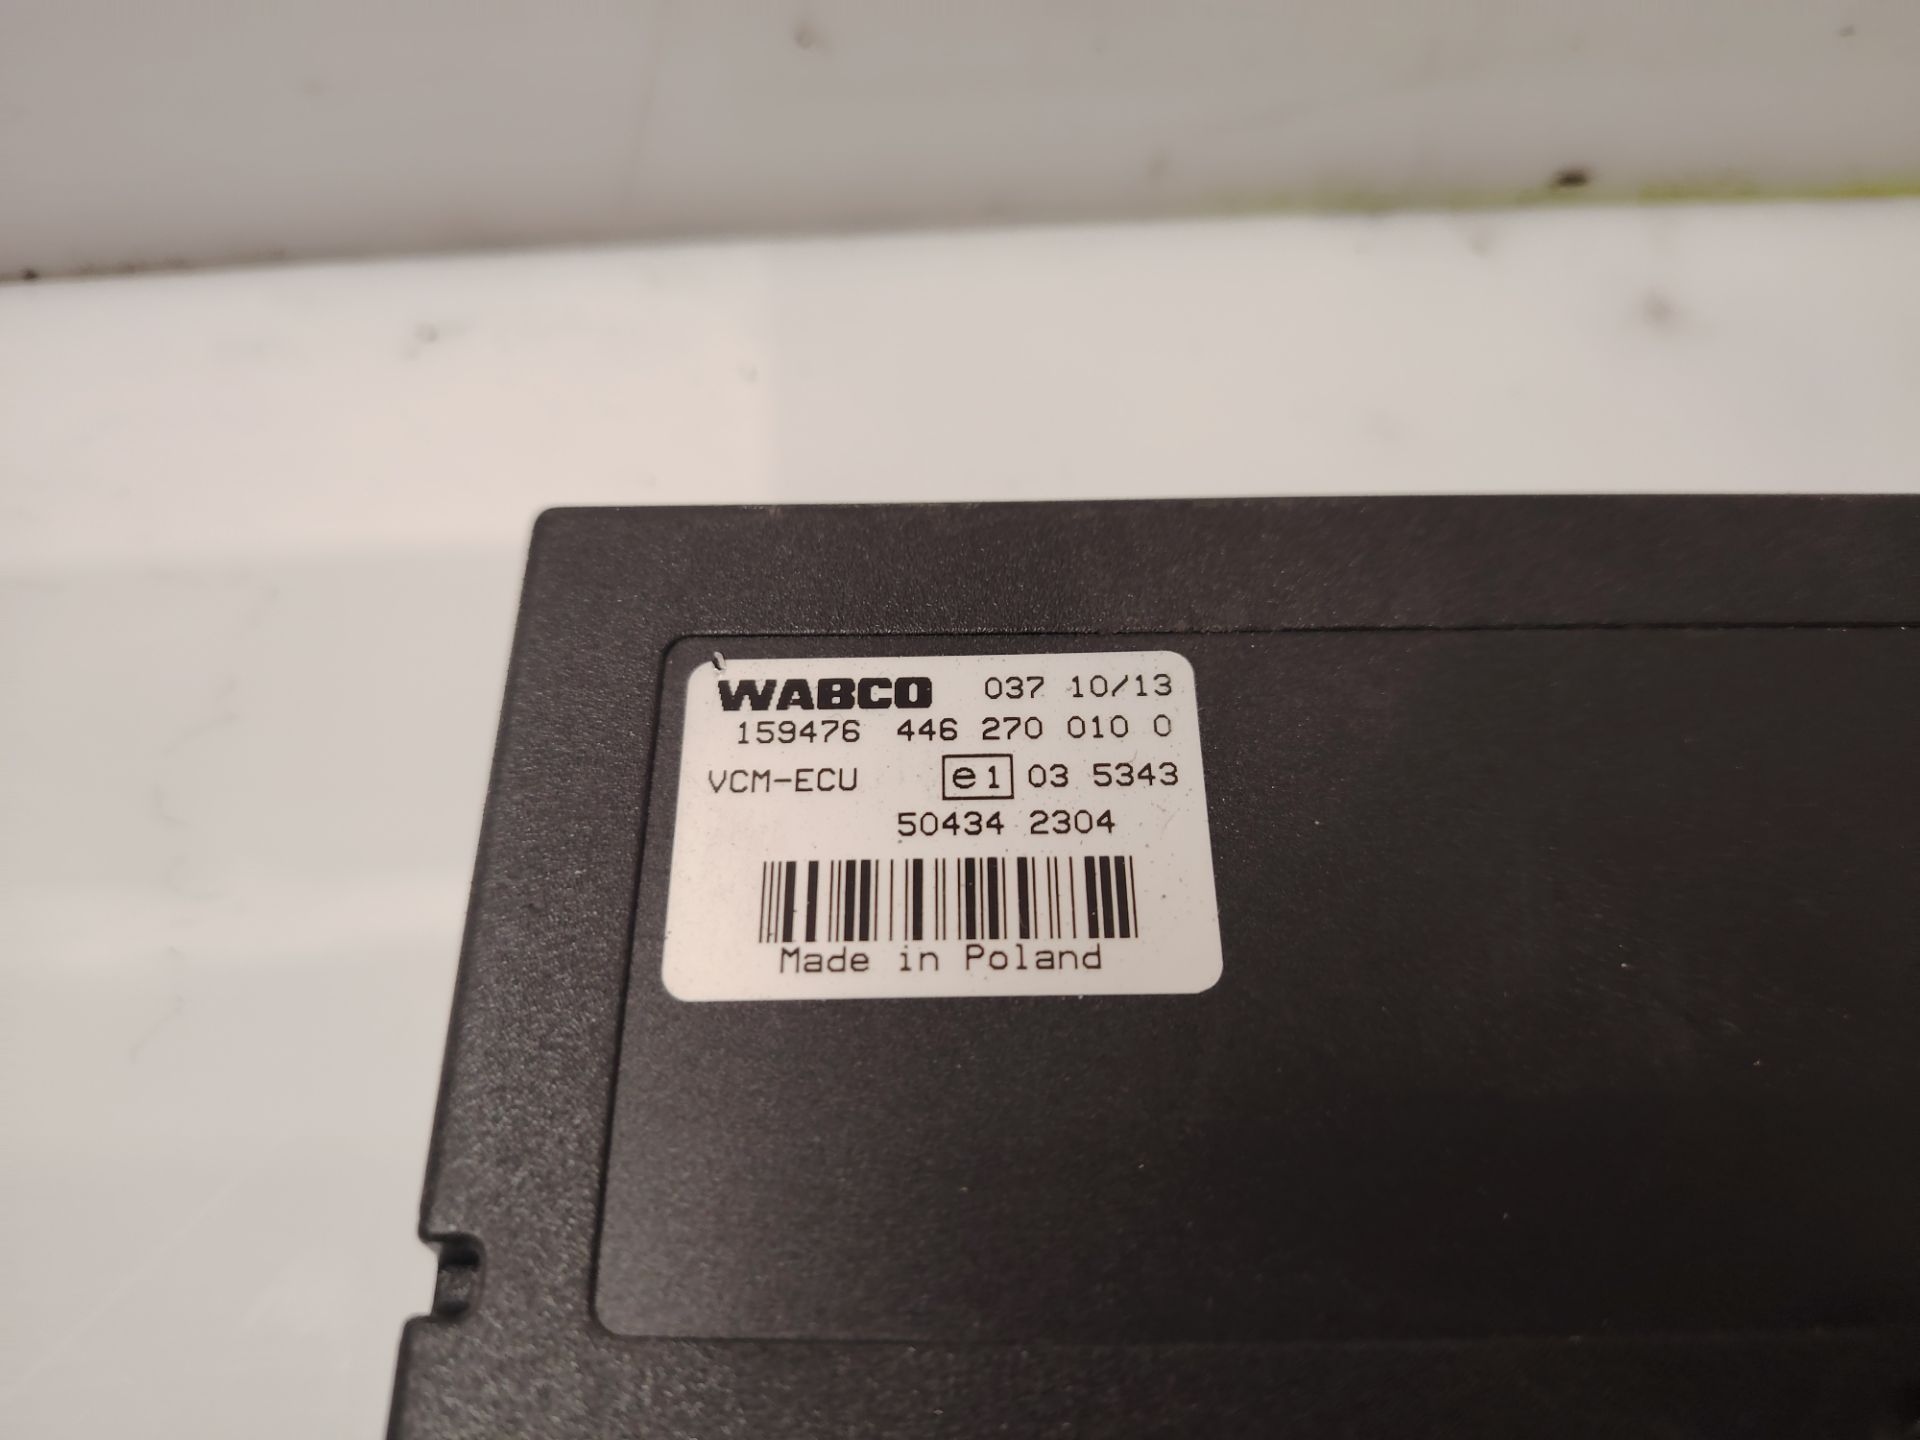 WABCO 037 10/13
159476 446 270 010 0
VCM-ECU e1 03 5343
50434 2304
Made in Poland